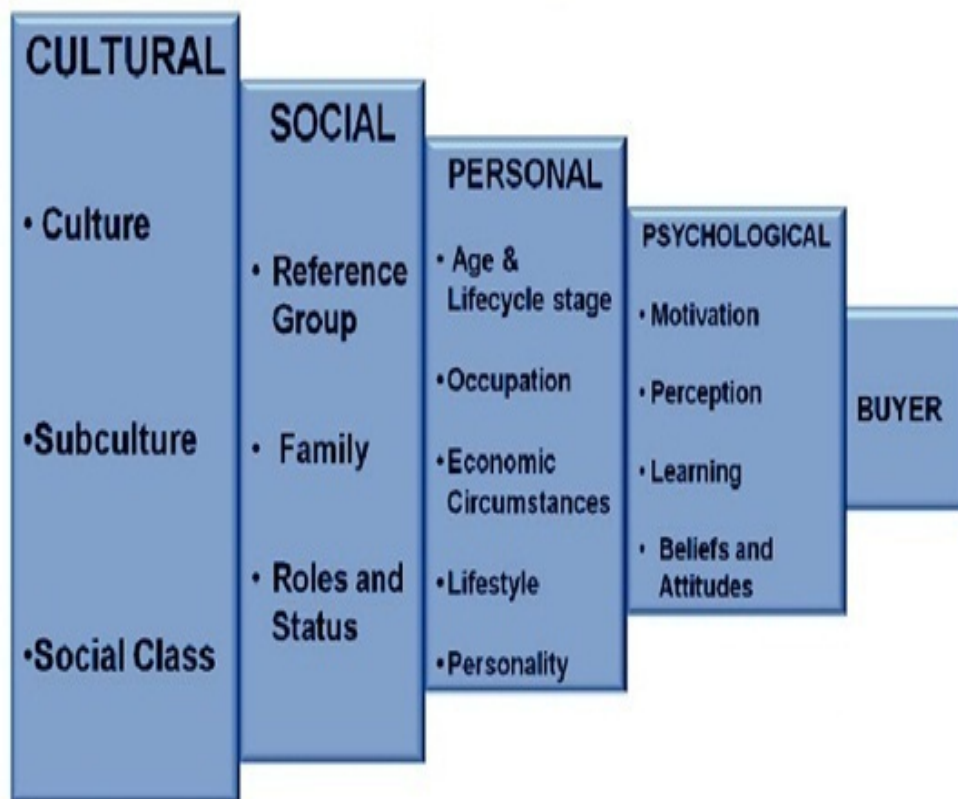 CULTURAL
• Culture
•Subculture
•Social Class
SOCIAL
• Reference
Group
• Family
• Roles and
Status
PERSONAL
• Age &
Lifecycle stage
•Occupation
•Economic
Circumstances
•Lifestyle
•Personality
PSYCHOLOGICAL
•Motivation
•Perception
•Learning
• Beliefs and
Attitudes
BUYER